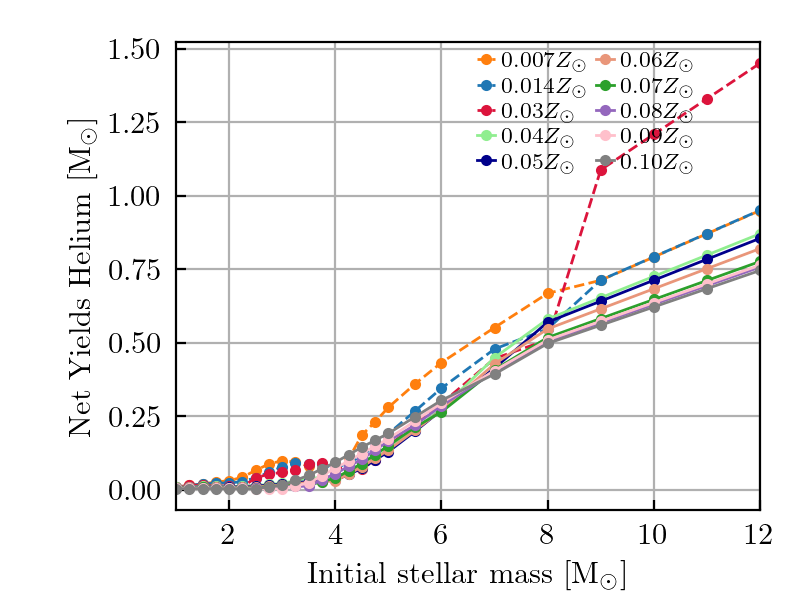 1.50
1.25
1.00
0.75
0.50
0.25
0.00
Net Yields Helium [M☉]
0.007Z☉
0.014Z☉
0.03Z☉
0.04Z☉
0.05Z☉
0.06Z☉
0.07Z☉
0.08Z☉
0.09Z☉
0.10Z☉
2 4 6 8 10 12
Initial stellar mass [M☉]